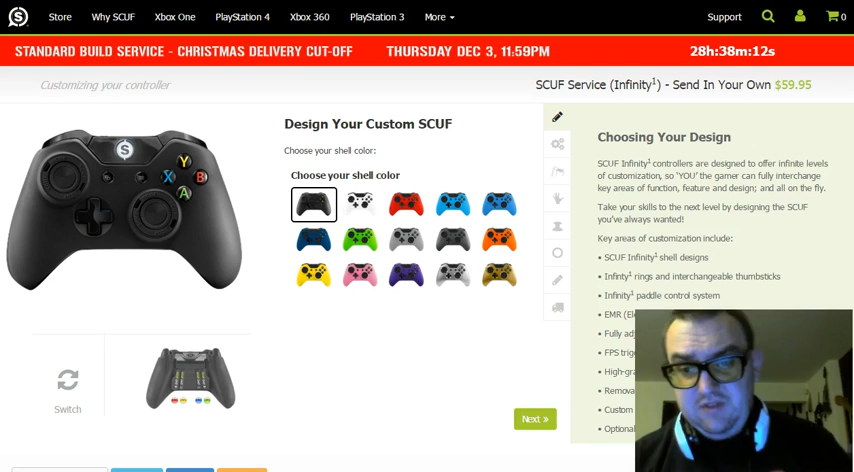 Store Why SCUF Xbox One PlayStation 4 Xbox 360 PlayStation 3 More Support 0
STANDARD BUILD SERVICE - CHRISTMAS DELIVERY CUT-OFF THURSDAY DEC 3, 11:59PM 28h:38m:12s
Customizing your controller
SCUF Service (Infinity1) - Send In Your Own $59.95
Design Your Custom SCUF
Choose your shell color:
Choose your shell color
S
Y
X B
A
Switch
Next »
Choosing Your Design
SCUF Infinity1 controllers are designed to offer infinite levels
of customization, so 'YOU' the gamer can fully interchange
key areas of function, feature and design; and all on the fly.
Take your skills to the next level by designing the SCUF
you've always wanted!
Key areas of customization include:
• SCUF Infinity1 shell designs
• Infinity1 rings and interchangeable thumbsticks
• Infinity1 paddle control system
• EMR
• Fully
• FPS
• High
• Custom